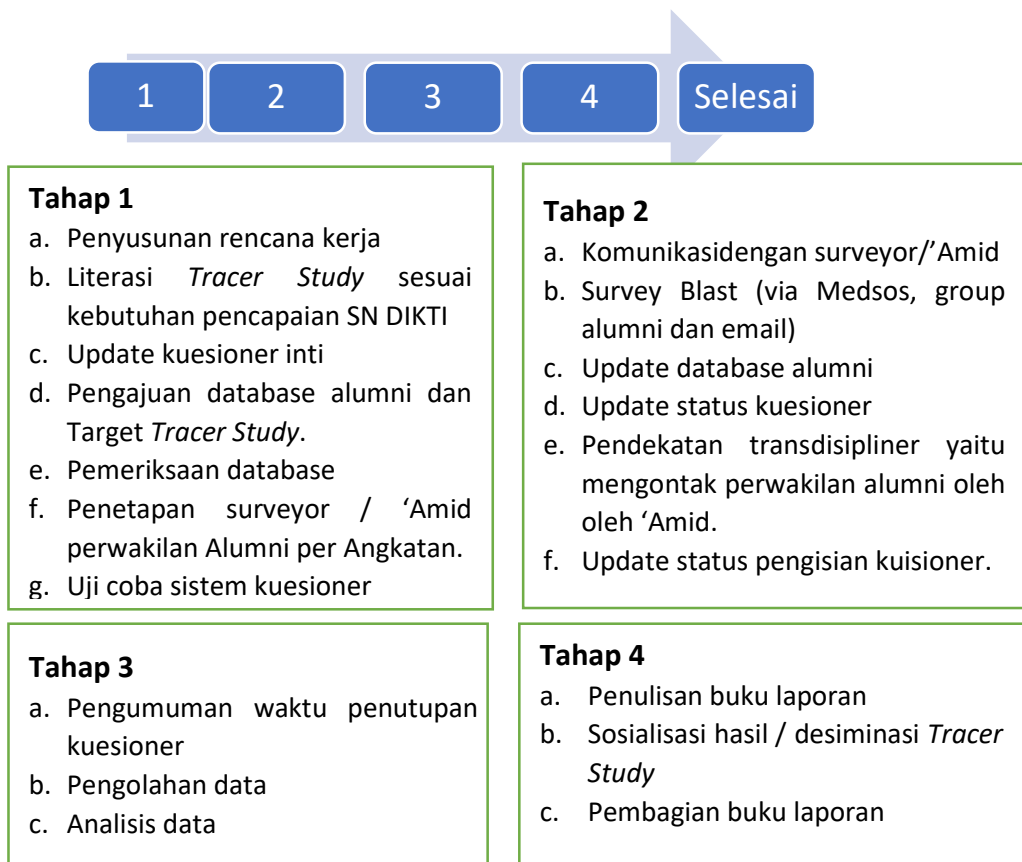 1
2
3
4
Selesai
Tahap 1
a. Penyusunan rencana kerja
b. Literasi Tracer Study sesuai
kebutuhan pencapaian SN DIKTI
c. Update kuesioner inti
d. Pengajuan database alumni dan
Target Tracer Study.
e. Pemeriksaan database
f. Penetapan surveyor / ‘Amid
perwakilan Alumni per Angkatan.
g. Uji coba sistem kuesioner
Tahap 2
a. Komunikasidengan surveyor/’Amid
b. Survey Blast (via Medsos, group
alumni dan email)
c. Update database alumni
d. Update status kuesioner
e. Pendekatan transdisipliner yaitu
mengontak perwakilan alumni oleh
oleh ‘Amid.
f. Update status pengisian kuisioner.
Tahap 3
a. Pengumuman waktu penutupan
kuesioner
b. Pengolahan data
c. Analisis data
Tahap 4
a. Penulisan buku laporan
b. Sosialisasi hasil / desiminasi Tracer
Study
c. Pembagian buku laporan